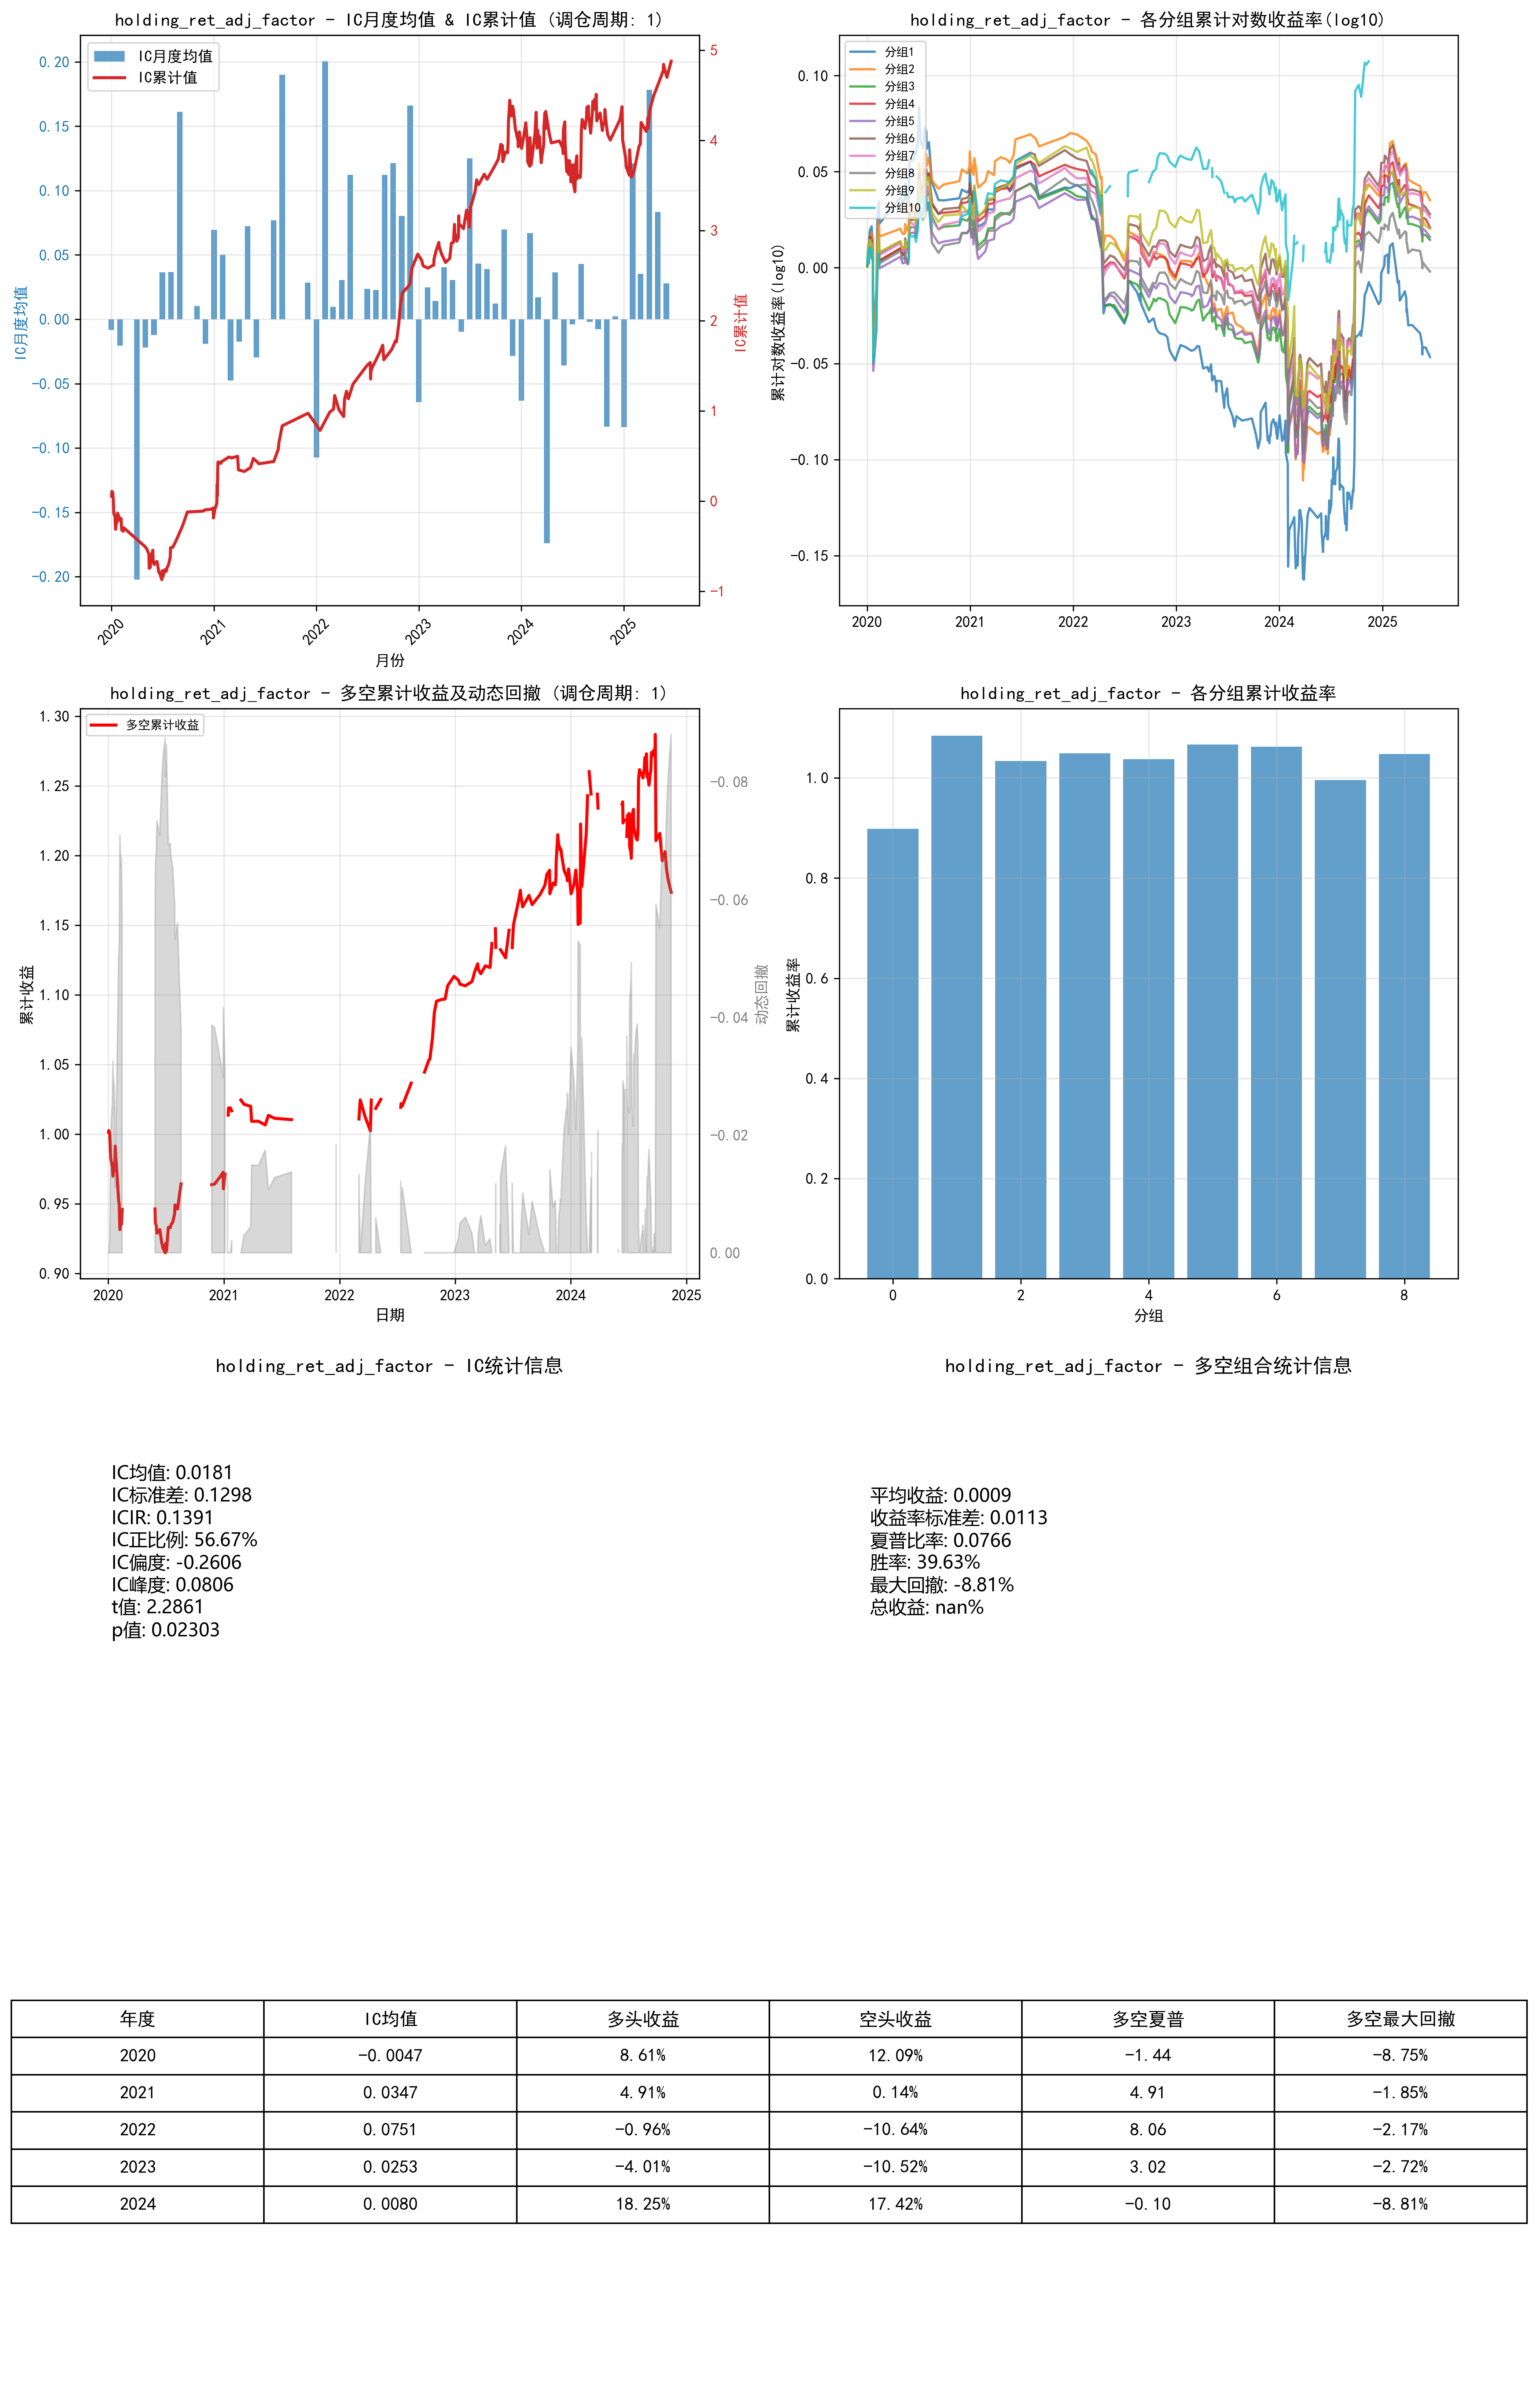 holding_ret_adj_factor - IC月度均值 & IC累计值 (调仓周期: 1)
IC月度均值
IC累计值
0.20
0.15
0.10
0.05
0.00
−0.05
−0.10
−0.15
−0.20
IC月度均值
5
4
3
2
1
0
−1
IC累计值
2020
2021
2022
2023
2024
2025
月份
holding_ret_adj_factor - 各分组累计对数收益率(log10)
分组1
分组2
分组3
分组4
分组5
分组6
分组7
分组8
分组9
分组10
0.10
0.05
0.00
−0.05
−0.10
−0.15
累计对数收益率(log10)
2020
2021
2022
2023
2024
2025
holding_ret_adj_factor - 多空累计收益及动态回撤 (调仓周期: 1)
多空累计收益
1.30
1.25
1.20
1.15
1.10
1.05
1.00
0.95
0.90
累计收益
−0.08
−0.06
−0.04
−0.02
0.00
动态回撤
2020
2021
2022
2023
2024
2025
日期
holding_ret_adj_factor - 各分组累计收益率
1.0
0.8
0.6
0.4
0.2
0.0
累计收益率
0
2
4
6
8
分组
holding_ret_adj_factor - IC统计信息
IC均值: 0.0181
IC标准差: 0.1298
ICIR: 0.1391
IC正比例: 56.67%
IC偏度: -0.2606
IC峰度: 0.0806
t值: 2.2861
p值: 0.02303
holding_ret_adj_factor - 多空组合统计信息
平均收益: 0.0009
收益率标准差: 0.0113
夏普比率: 0.0766
胜率: 39.63%
最大回撤: -8.81%
总收益: nan%
年度 IC均值 多头收益 空头收益 多空夏普 多空最大回撤
2020 −0.0047 8.61% 12.09% −1.44 −8.75%
2021 0.0347 4.91% 0.14% 4.91 −1.85%
2022 0.0751 −0.96% −10.64% 8.06 −2.17%
2023 0.0253 −4.01% −10.52% 3.02 −2.72%
2024 0.0080 18.25% 17.42% −0.10 −8.81%